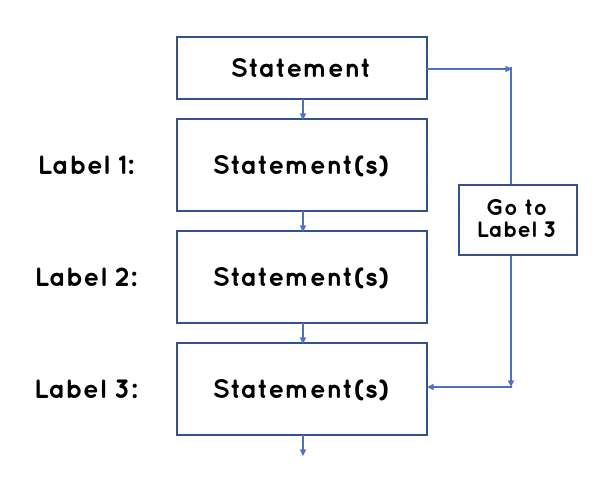 Statement
Label 1:
Statement(s)
Go to
Label 3
Label 2:
Statement(s)
Label 3:
Statement(s)